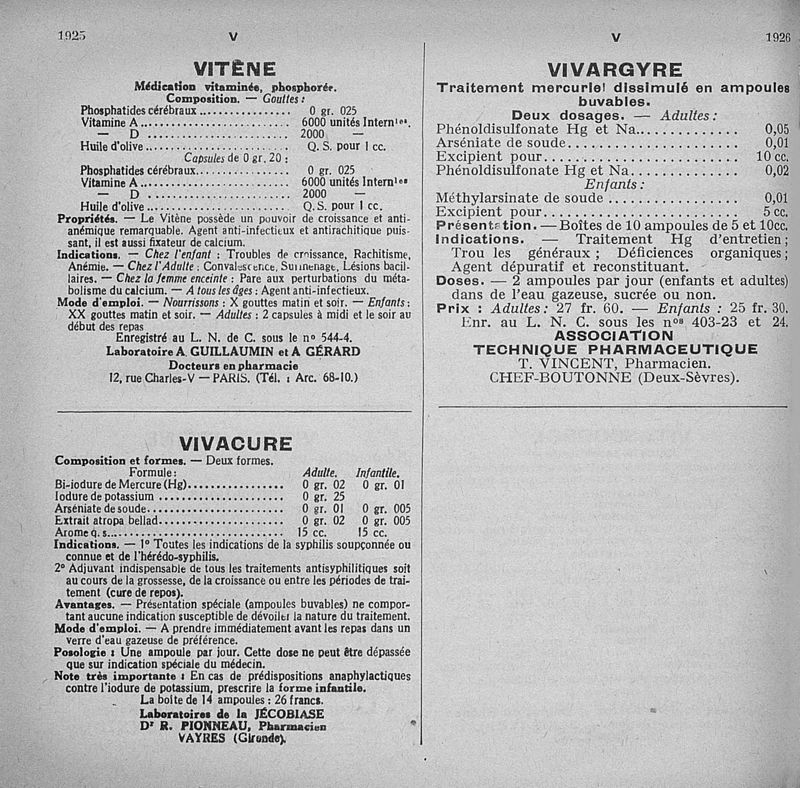 1925
V
VITÈNE
Médication vitaminée, phosphorée.
Composition. — Gouttes :
Phosphatides cérébraux ................ 0 gr. 025
Vitamine A ........................... 6000 unités Internles.
— D ........................... 2000 —
Huile d'olive ........................... Q. S. pour 1 cc.
Capsules de 0 gr. 20 :
Phosphatides cérébraux................ 0 gr. 025
Vitamine A ........................... 6000 unités Internles
— D ........................... 2000 —
Huile d'olive ........................... Q. S. pour 1 cc.
Propriétés. — Le Vitène possède un pouvoir de croissance et anti-
anémique remarquable. Agent anti-infectieux et antirachitique puis-
sant, il est aussi fixateur de calcium.
Indications. — Chez l'enfant : Troubles de croissance, Rachitisme,
Anémie. — Chez l'Adulte : Convalescence, Surmenage, Lésions bacil-
laires. — Chez la femme enceinte : Pare aux perturbations du méta-
bolisme du calcium. — A tous les âges : Agent anti-infectieux.
Mode d'emploi. — Nourrissons : X gouttes matin et soir. — Enfants :
XX gouttes matin et soir. — Adultes : 2 capsules à midi et le soir au
début des repas
Enregistré au L. N. de C. sous le nº 544-4.
Laboratoire A. GUILLAUMIN et A GÉRARD
Docteurs en pharmacie
12, rue Charles-V — PARIS. (Tél. : Arc. 68-10.)
VIVACURE
Composition et formes. — Deux formes.
Formule : Adulte. Infantile.
Bi-iodure de Mercure (Hg)................ 0 gr. 02 0 gr. 01
Iodure de potassium ..................... 0 gr. 25
Arséniate de soude....................... 0 gr. 01 0 gr. 005
Extrait atropa bellad..................... 0 gr. 02 0 gr. 005
Arome q. s............................... 15 cc. 15 cc.
Indications. — 1º Toutes les indications de la syphilis soupçonnée ou
connue et de l'hérédo-syphilis.
2º Adjuvant indispensable de tous les traitements antisyphilitiques soit
au cours de la grossesse, de la croissance ou entre les périodes de trai-
tement (cure de repos).
Avantages. — Présentation spéciale (ampoules buvables) ne compor-
tant aucune indication susceptible de dévoiler la nature du traitement.
Mode d'emploi. — A prendre immédiatement avant les repas dans un
verre d'eau gazeuse de préférence.
Posologie : Une ampoule par jour. Cette dose ne peut être dépassée
que sur indication spéciale du médecin.
Note très importante : En cas de prédispositions anaphylactiques
contre l'iodure de potassium, prescrire la forme infantile.
La boite de 14 ampoules : 26 francs.
Laboratoires de la JÉCOBIASE
Dr R. PIONNEAU, Pharmacien
VAYRES (Gironde).
V
1926
VIVARGYRE
Traitement mercuriel dissimulé en ampoules
buvables.
Deux dosages. — Adultes :
Phénoldisulfonate Hg et Na............. 0,05
Arséniate de soude..................... 0,01
Excipient pour......................... 10 cc.
Phénoldisulfonate Hg et Na............. 0,02
Enfants :
Méthylarsinate de soude ................ 0,01
Excipient pour......................... 5 cc.
Présentation. — Boîtes de 10 ampoules de 5 et 10cc.
Indications. — Traitement Hg d'entretien ;
Trou les généraux ; Déficiences organiques ;
Agent dépuratif et reconstituant.
Doses. — 2 ampoules par jour (enfants et adultes)
dans de l'eau gazeuse, sucrée ou non.
Prix : Adultes : 27 fr. 60. — Enfants : 25 fr. 30.
Enr. au L. N. C. sous les nos 403-23 et 24.
ASSOCIATION
TECHNIQUE PHARMACEUTIQUE
T. VINCENT, Pharmacien.
CHEF-BOUTONNE (Deux-Sèvres).